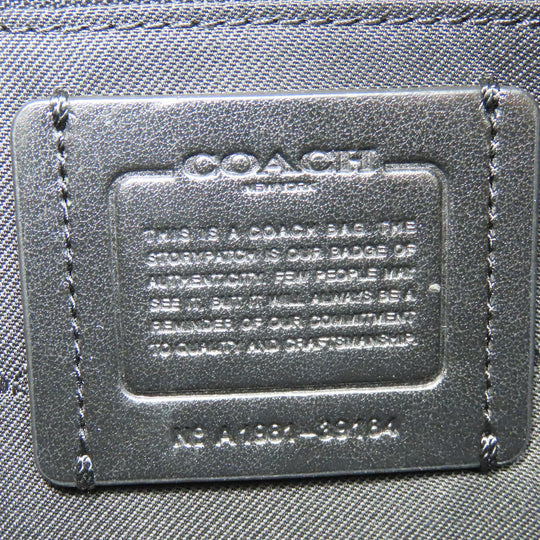 COACH
NEW YORK
THIS IS A COACH BAG. THE
STORYPATCH IS OUR BADGE OF
AUTHENTICITY. FEW PEOPLE MAY
SEE IT, BUT IT WILL ALWAYS BE A
REMINDER OF OUR COMMITMENT
TO QUALITY AND CRAFTSMANSHIP.
Nº A1981-39184